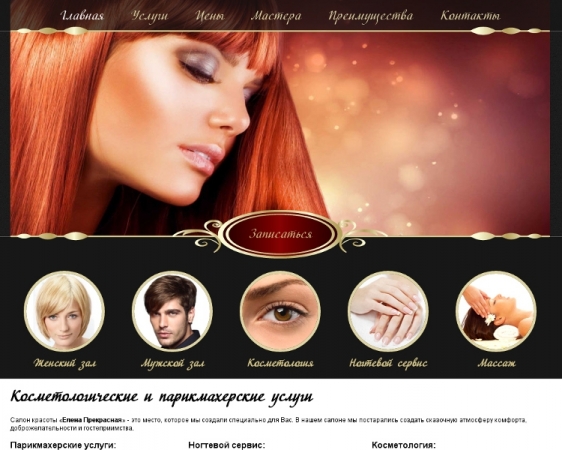 Главная Услуги Цены Мастера Преимущества Контакты
Записаться
Женский зал Мужской зал Косметология Ногтевой сервис Массаж
Косметологические и парикмахерские услуги
Салон красоты «Елена Прекрасная» - это место, которое мы создали специально для Вас. В нашем салоне мы постарались создать сказочную атмосферу комфорта,
доброжелательности и гостеприимства.
Парикмахерские услуги: Ногтевой сервис: Косметология: